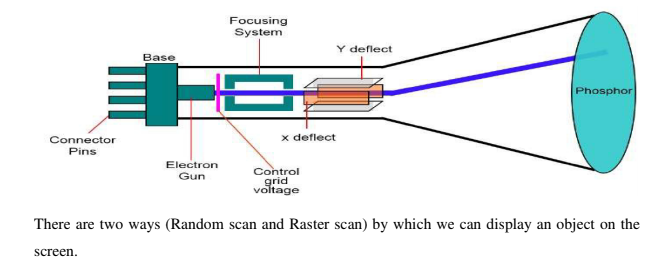 Focusing
System
Y deflect
Base
Phosphor
Connector
Pins
x deflect
Electron
Gun
Control
grid
voltage
There are two ways (Random scan and Raster scan) by which we can display an object on the
screen.